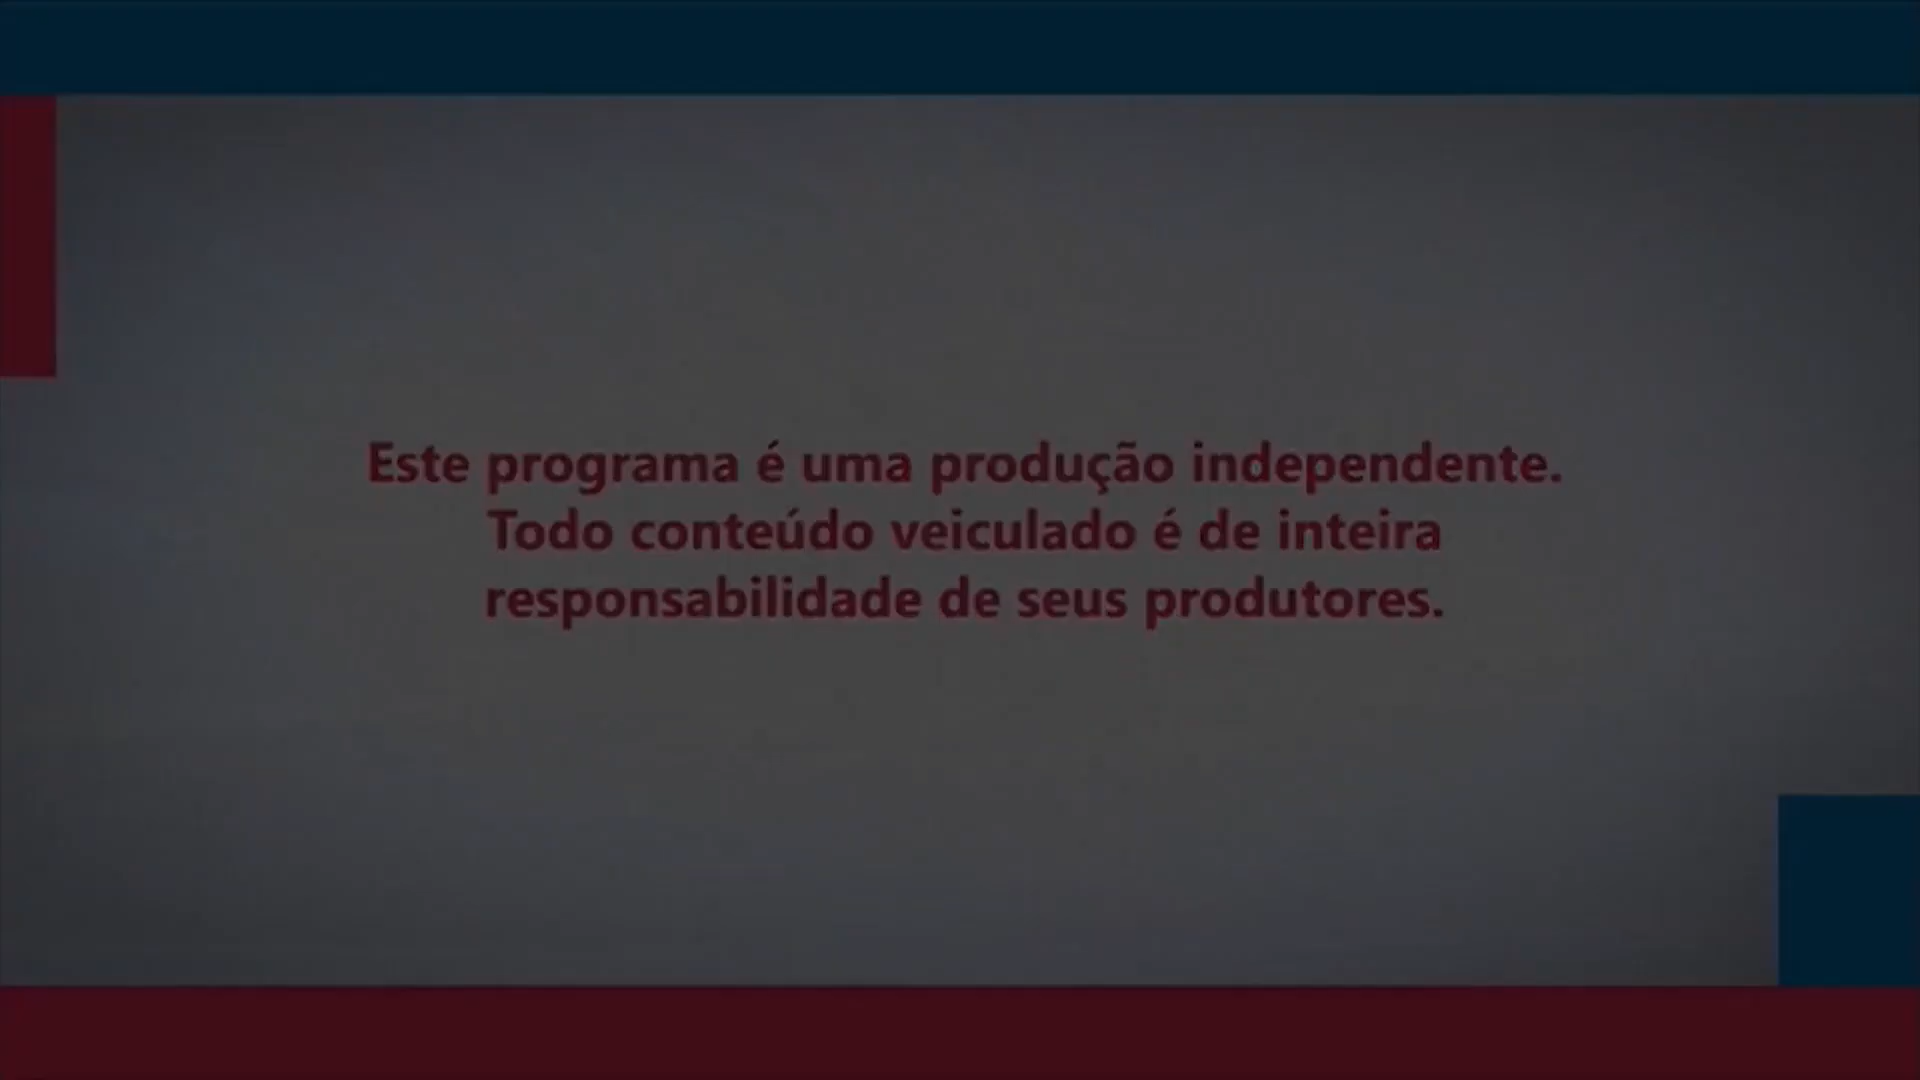 Este programa é uma produção independente.
Todo conteúdo veiculado é de inteira
responsabilidade de seus produtores.